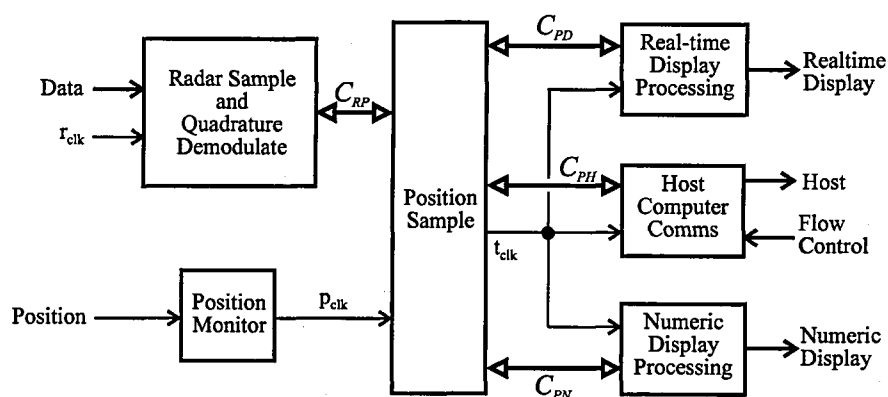 Data
r_clk
Radar Sample
and
Quadrature
Demodulate
C_RP
Position
Position
Monitor
p_clk
Position
Sample
t_clk
C_PD
C_PH
C_PN
Real-time
Display
Processing
Realtime
Display
Host
Computer
Comms
Host
Flow
Control
Numeric
Display
Processing
Numeric
Display